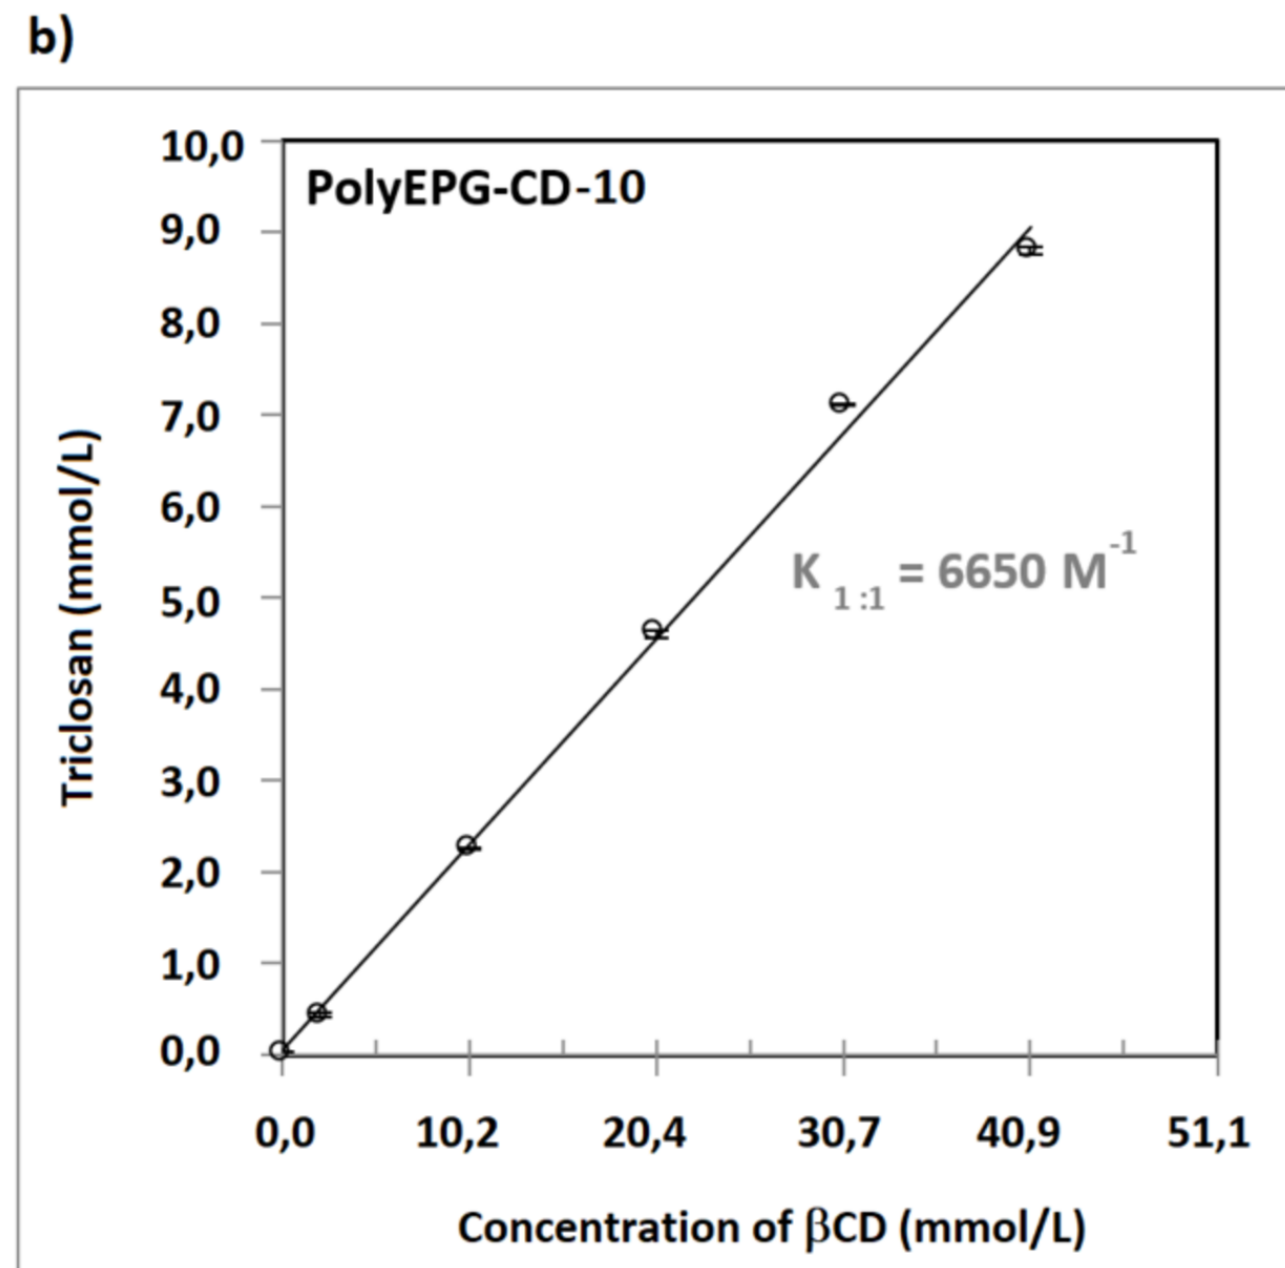 b)
10,0
PolyEPG-CD-10
9,0
8,0
7,0
6,0
K 1 :1 = 6650 M-1
5,0
4,0
3,0
2,0
1,0
0,0
Triclosan (mmol/L)
0,0 10,2 20,4 30,7 40,9 51,1
Concentration of βCD (mmol/L)